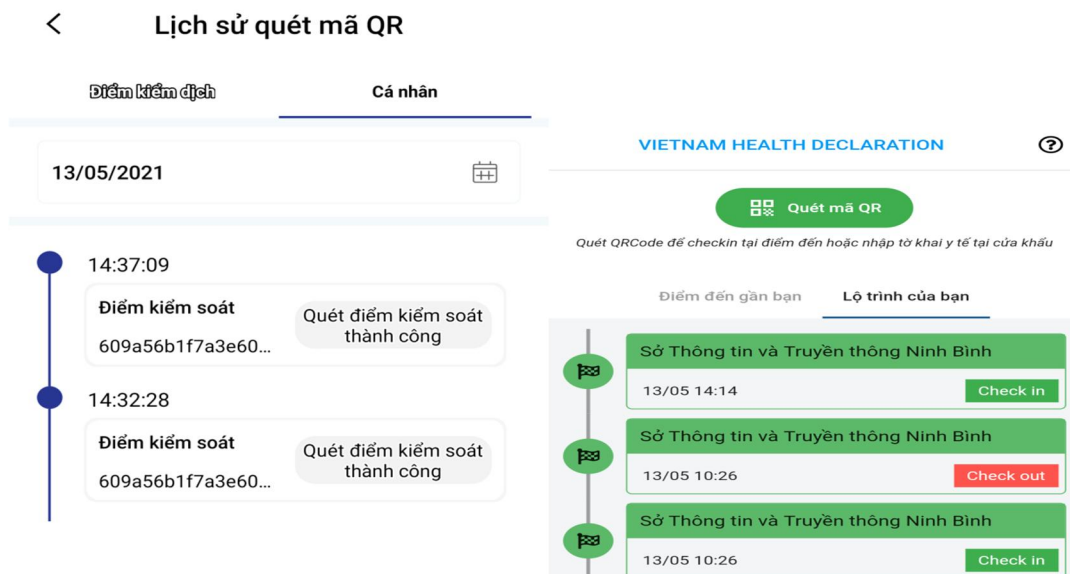 Lịch sử quét mã QR
Điểm kiểm dịch
Cá nhân
13/05/2021
14:37:09
Điểm kiểm soát
609a56b1f7a3e60...
Quét điểm kiểm soát
thành công
14:32:28
Điểm kiểm soát
609a56b1f7a3e60...
Quét điểm kiểm soát
thành công
VIETNAM HEALTH DECLARATION
Quét mã QR
Quét QRCode để checkin tại điểm đến hoặc nhập tờ khai y tế tại cửa khẩu
Điểm đến gần bạn
Lộ trình của bạn
Sở Thông tin và Truyền thông Ninh Bình
13/05 14:14
Check in
Sở Thông tin và Truyền thông Ninh Bình
13/05 10:26
Check out
Sở Thông tin và Truyền thông Ninh Bình
13/05 10:26
Check in